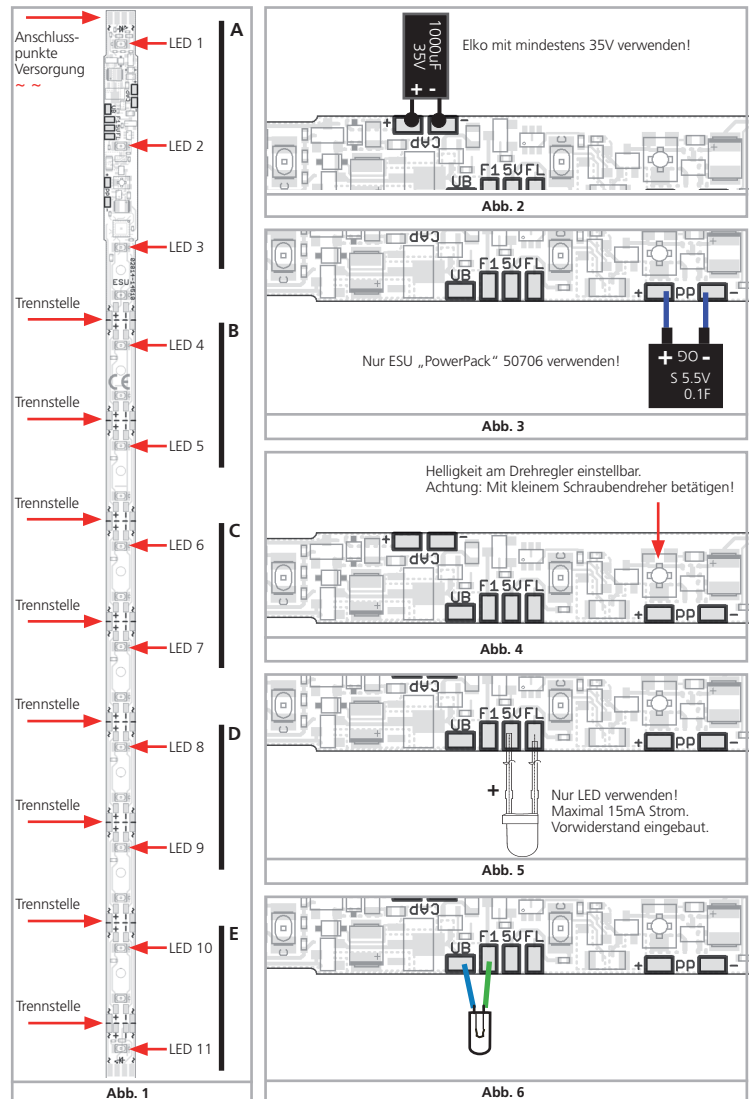 Anschluss-
punkte
Versorgung
~ ~
LED 1
A
LED 2
LED 3
ESU
Trennstelle
B
LED 4
CE
Trennstelle
LED 5
Trennstelle
C
LED 6
Trennstelle
LED 7
Trennstelle
D
LED 8
Trennstelle
LED 9
Trennstelle
E
LED 10
Trennstelle
LED 11
Abb. 1
1000uF
35V
+ -
Elko mit mindestens 35V verwenden!
+ CAP -
UB F1 5V FL
Abb. 2
CAP
UB F1 5V FL
+ PP -
Nur ESU „PowerPack“ 50706 verwenden!
+ OG -
S 5.5V
0.1F
Abb. 3
Helligkeit am Drehregler einstellbar.
Achtung: Mit kleinem Schraubendreher betätigen!
+ -
UB F1 5V FL
+ PP -
Abb. 4
CAP
UB F1 5V FL
+ PP -
+
Nur LED verwenden!
Maximal 15mA Strom.
Vorwiderstand eingebaut.
Abb. 5
CAP
UB F1 5V FL
+ PP -
Abb. 6